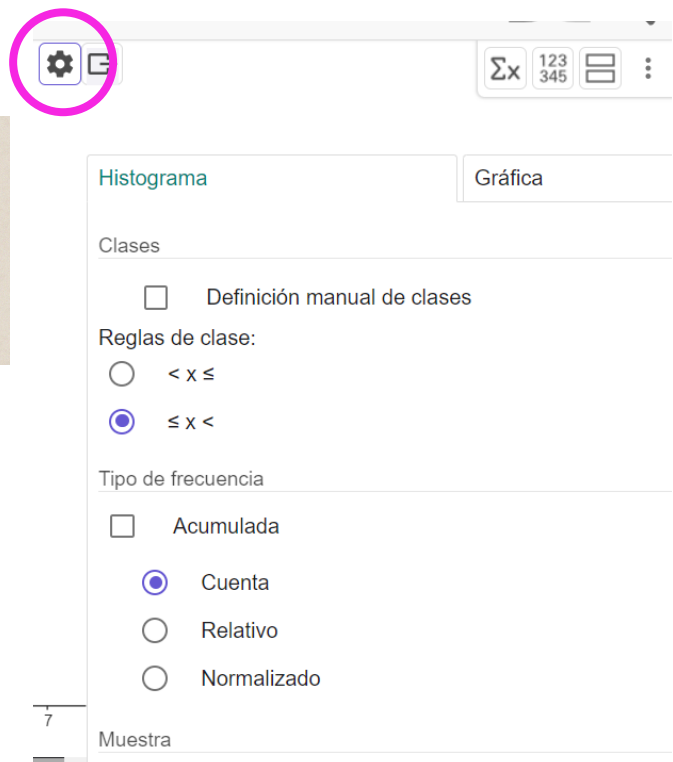 Σx 123 345
Histograma Gráfica
Clases
Definición manual de clases
Reglas de clase:
< x ≤
≤ x <
Tipo de frecuencia
Acumulada
Cuenta
Relativo
Normalizado
7
Muestra